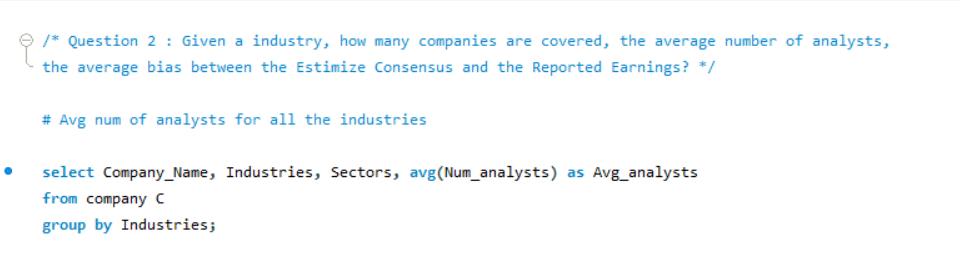 /* Question 2 : Given a industry, how many companies are covered, the average number of analysts,
the average bias between the Estimize Consensus and the Reported Earnings? */
# Avg num of analysts for all the industries
select Company_Name, Industries, Sectors, avg(Num_analysts) as Avg_analysts
from company C
group by Industries;